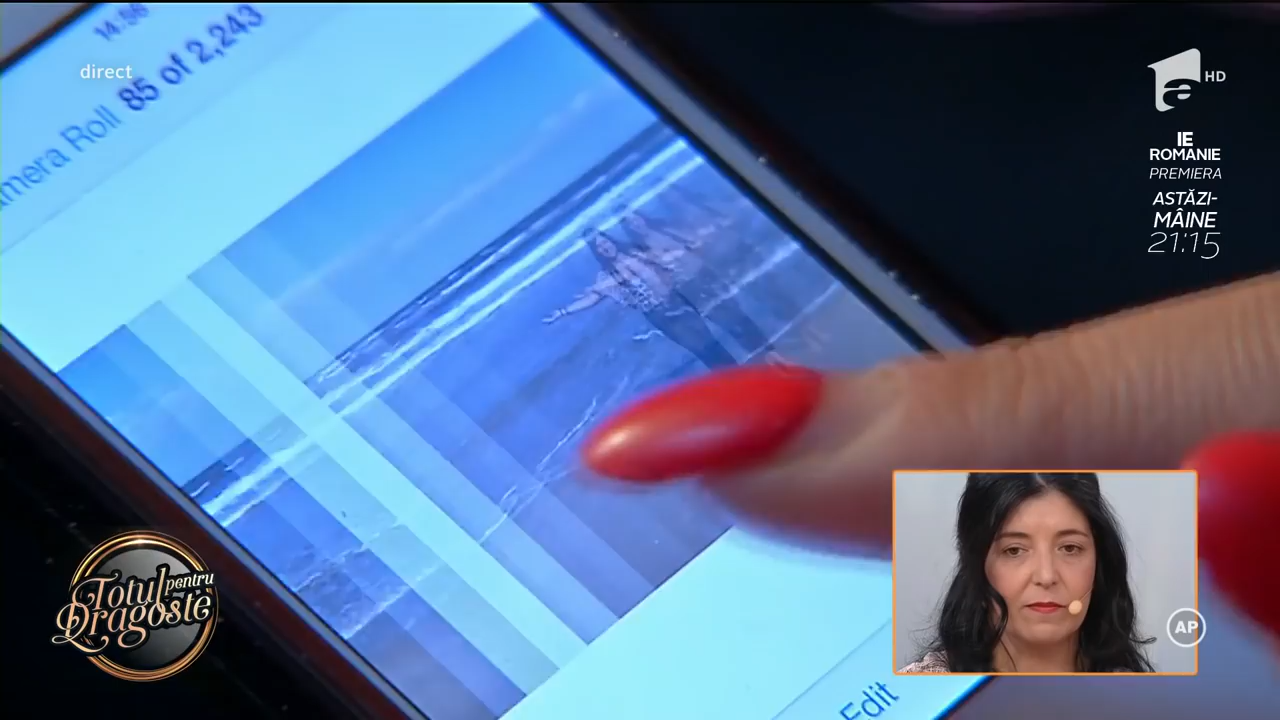 14:56
direct
mera Roll 85 of 2,243
HD
IE
ROMANIE
PREMIERA
ASTĂZI-
MÂINE
21:15
Totul pentru
Dragoste
AP
Edit